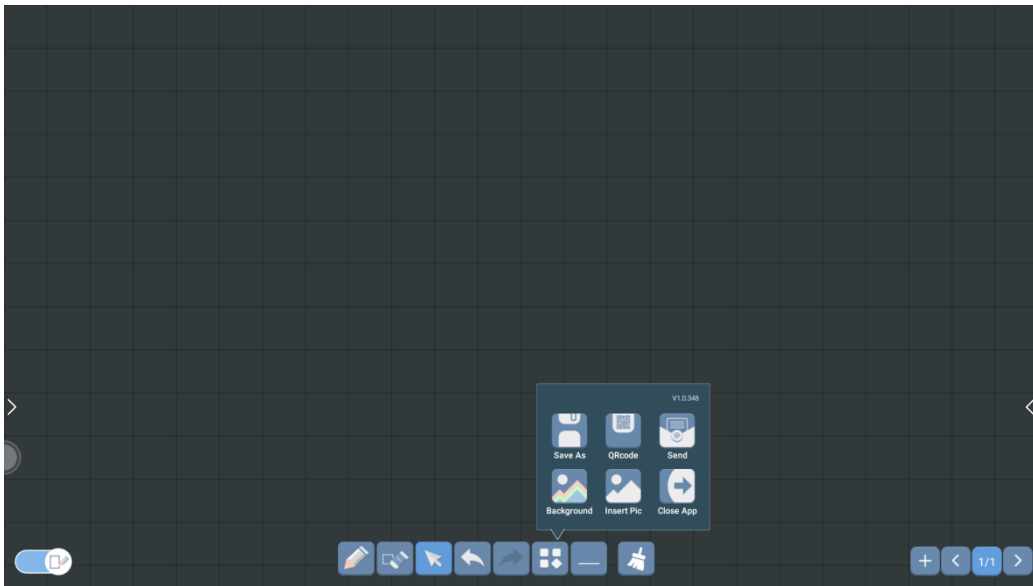 V1.0.348
Save As QRcode Send
Background Insert Pic Close App
1/1